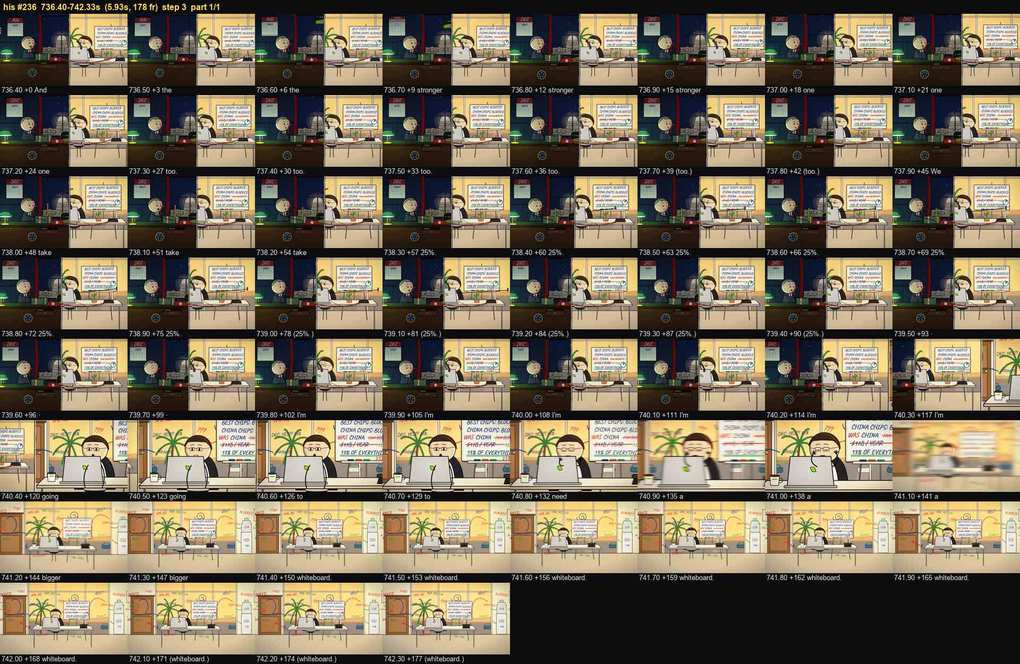 his #236 736.40-742.33s (5.93s, 178 fr) step 3 part 1/1
736.40 +0 And
736.50 +3 the
736.60 +6 the
736.70 +9 stronger
736.80 +12 stronger
736.90 +15 stronger
737.00 +18 one
737.10 +21 one
737.20 +24 one
737.30 +27 too.
737.40 +30 too.
737.50 +33 too.
737.60 +36 too.
737.70 +39 (too.)
737.80 +42 (too.)
737.90 +45 We
738.00 +48 take
738.10 +51 take
738.20 +54 take
738.30 +57 25%.
738.40 +60 25%.
738.50 +63 25%.
738.60 +66 25%.
738.70 +69 25%.
738.80 +72 25%.
738.90 +75 25%.
739.00 +78 (25%.)
739.10 +81 (25%.)
739.20 +84 (25%.)
739.30 +87 (25%.)
739.40 +90 (25%.)
739.50 +93
739.60 +96
739.70 +99
739.80 +102 I'm
739.90 +105 I'm
740.00 +108 I'm
740.10 +111 I'm
740.20 +114 I'm
740.30 +117 I'm
CHINA CHIPS
WAS CHINA
11% OF EVERYTHING
740.40 +120 going
740.50 +123 going
740.60 +126 to
740.70 +129 to
740.80 +132 need
740.90 +135 a
741.00 +138 a
741.10 +141 a
741.20 +144 bigger
741.30 +147 bigger
741.40 +150 whiteboard.
741.50 +153 whiteboard.
741.60 +156 whiteboard.
741.70 +159 whiteboard.
741.80 +162 whiteboard.
741.90 +165 whiteboard.
742.00 +168 whiteboard.
742.10 +171 (whiteboard.)
742.20 +174 (whiteboard.)
742.30 +177 (whiteboard.)